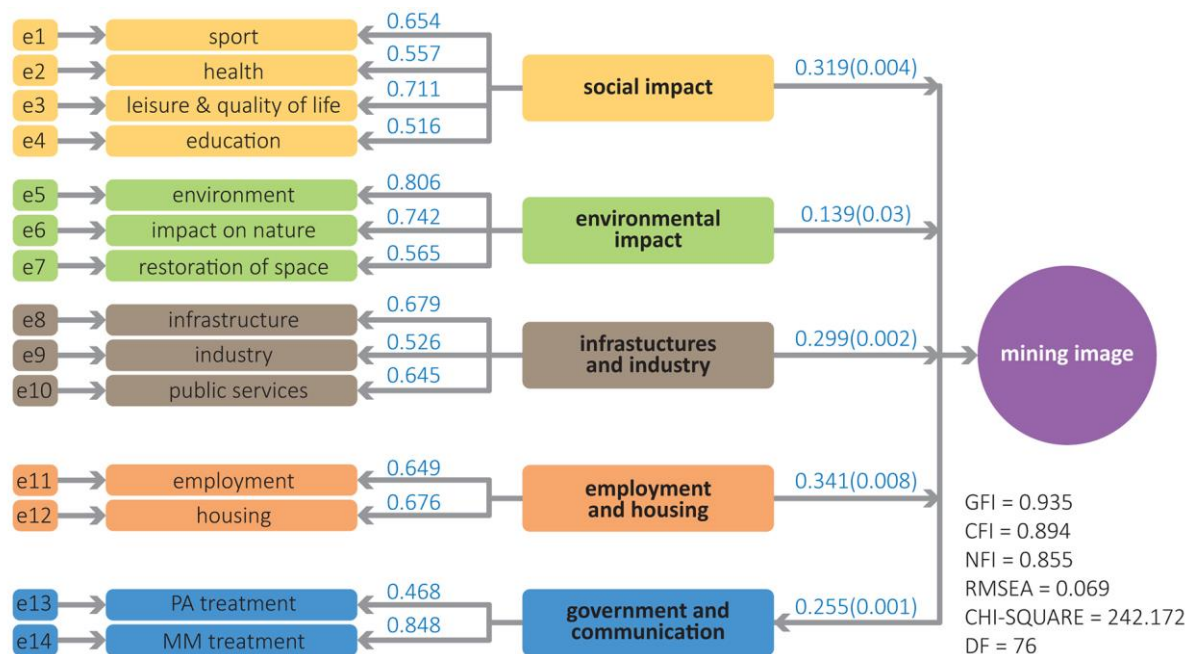 e1 sport 0.654
e2 health 0.557
e3 leisure & quality of life 0.711
e4 education 0.516
social impact 0.319(0.004)
e5 environment 0.806
e6 impact on nature 0.742
e7 restoration of space 0.565
environmental
impact
0.139(0.03)
e8 infrastructure 0.679
e9 industry 0.526
e10 public services 0.645
infrastuctures
and industry
0.299(0.002)
e11 employment 0.649
e12 housing 0.676
employment
and housing
0.341(0.008)
e13 PA treatment 0.468
e14 MM treatment 0.848
government and
communication
0.255(0.001)
mining image
GFI = 0.935
CFI = 0.894
NFI = 0.855
RMSEA = 0.069
CHI-SQUARE = 242.172
DF = 76